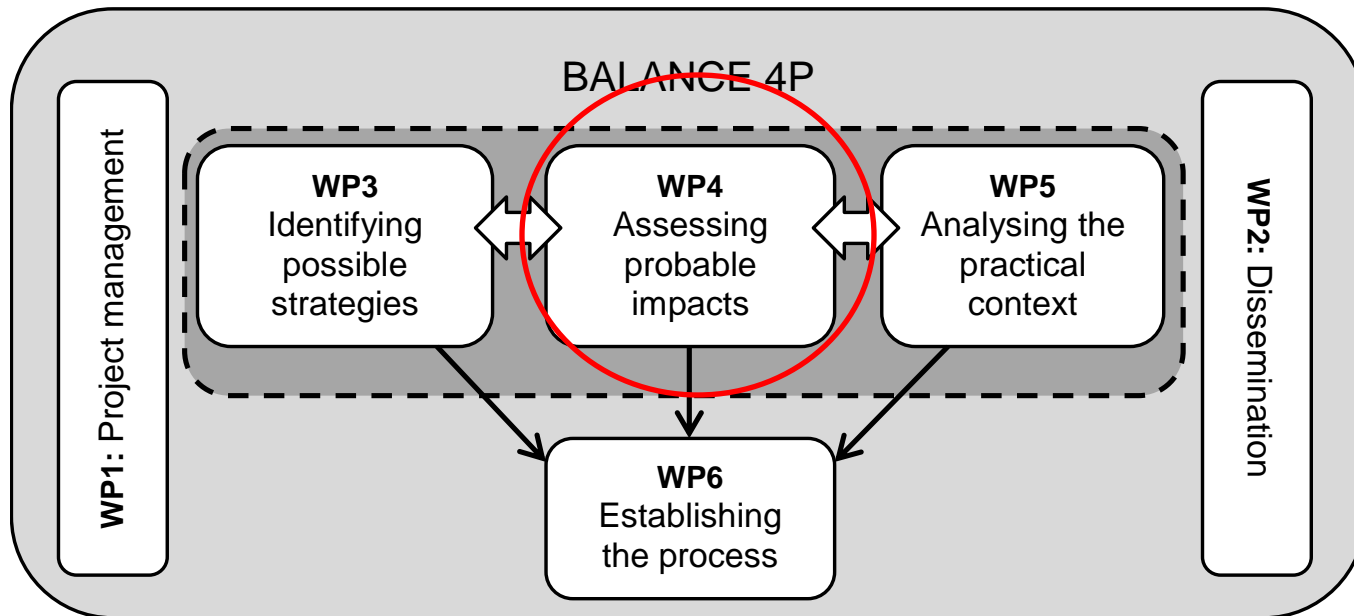 BALANCE 4P
WP1: Project management
WP3
Identifying
possible
strategies
WP4
Assessing
probable
impacts
WP5
Analysing the
practical
context
WP2: Dissemination
WP6
Establishing
the process